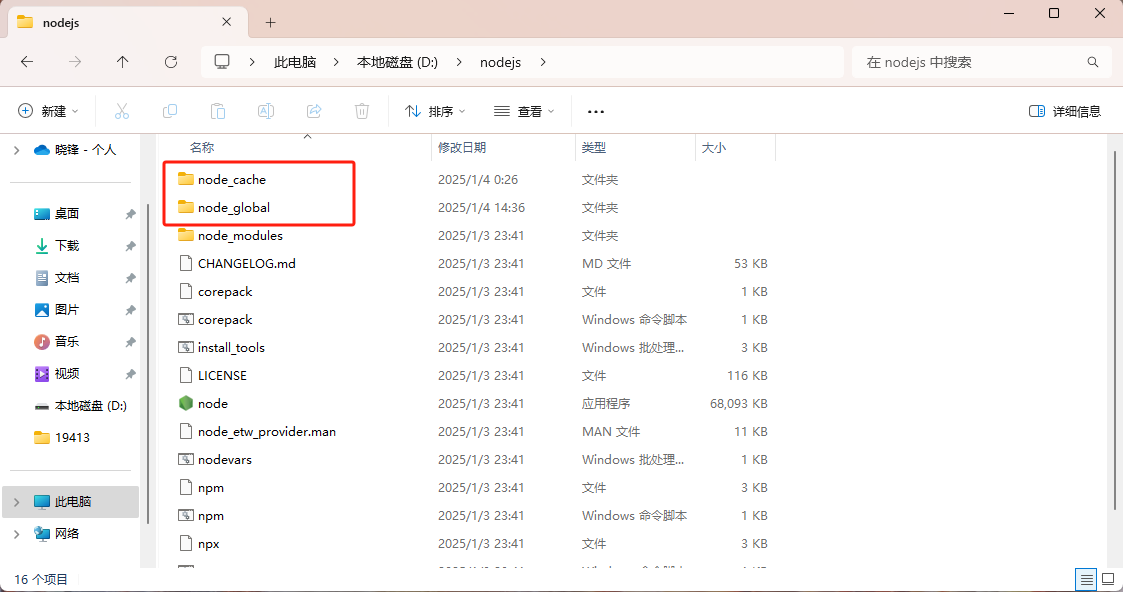 nodejs
此电脑 本地磁盘 (D:) nodejs
在 nodejs 中搜索
新建 排序 查看 详细信息
晓锋 - 个人
桌面
下载
文档
图片
音乐
视频
本地磁盘 (D:)
19413
此电脑
网络
名称 修改日期 类型 大小
node_cache 2025/1/4 0:26 文件夹
node_global 2025/1/4 14:36 文件夹
node_modules 2025/1/3 23:41 文件夹
CHANGELOG.md 2025/1/3 23:41 MD 文件 53 KB
corepack 2025/1/3 23:41 文件 1 KB
corepack 2025/1/3 23:41 Windows 命令脚本 1 KB
install_tools 2025/1/3 23:41 Windows 批处理... 3 KB
LICENSE 2025/1/3 23:41 文件 116 KB
node 2025/1/3 23:41 应用程序 68,093 KB
node_etw_provider.man 2025/1/3 23:41 MAN 文件 11 KB
nodevars 2025/1/3 23:41 Windows 批处理... 1 KB
npm 2025/1/3 23:41 文件 3 KB
npm 2025/1/3 23:41 Windows 命令脚本 1 KB
npx 2025/1/3 23:41 文件 3 KB
16 个项目